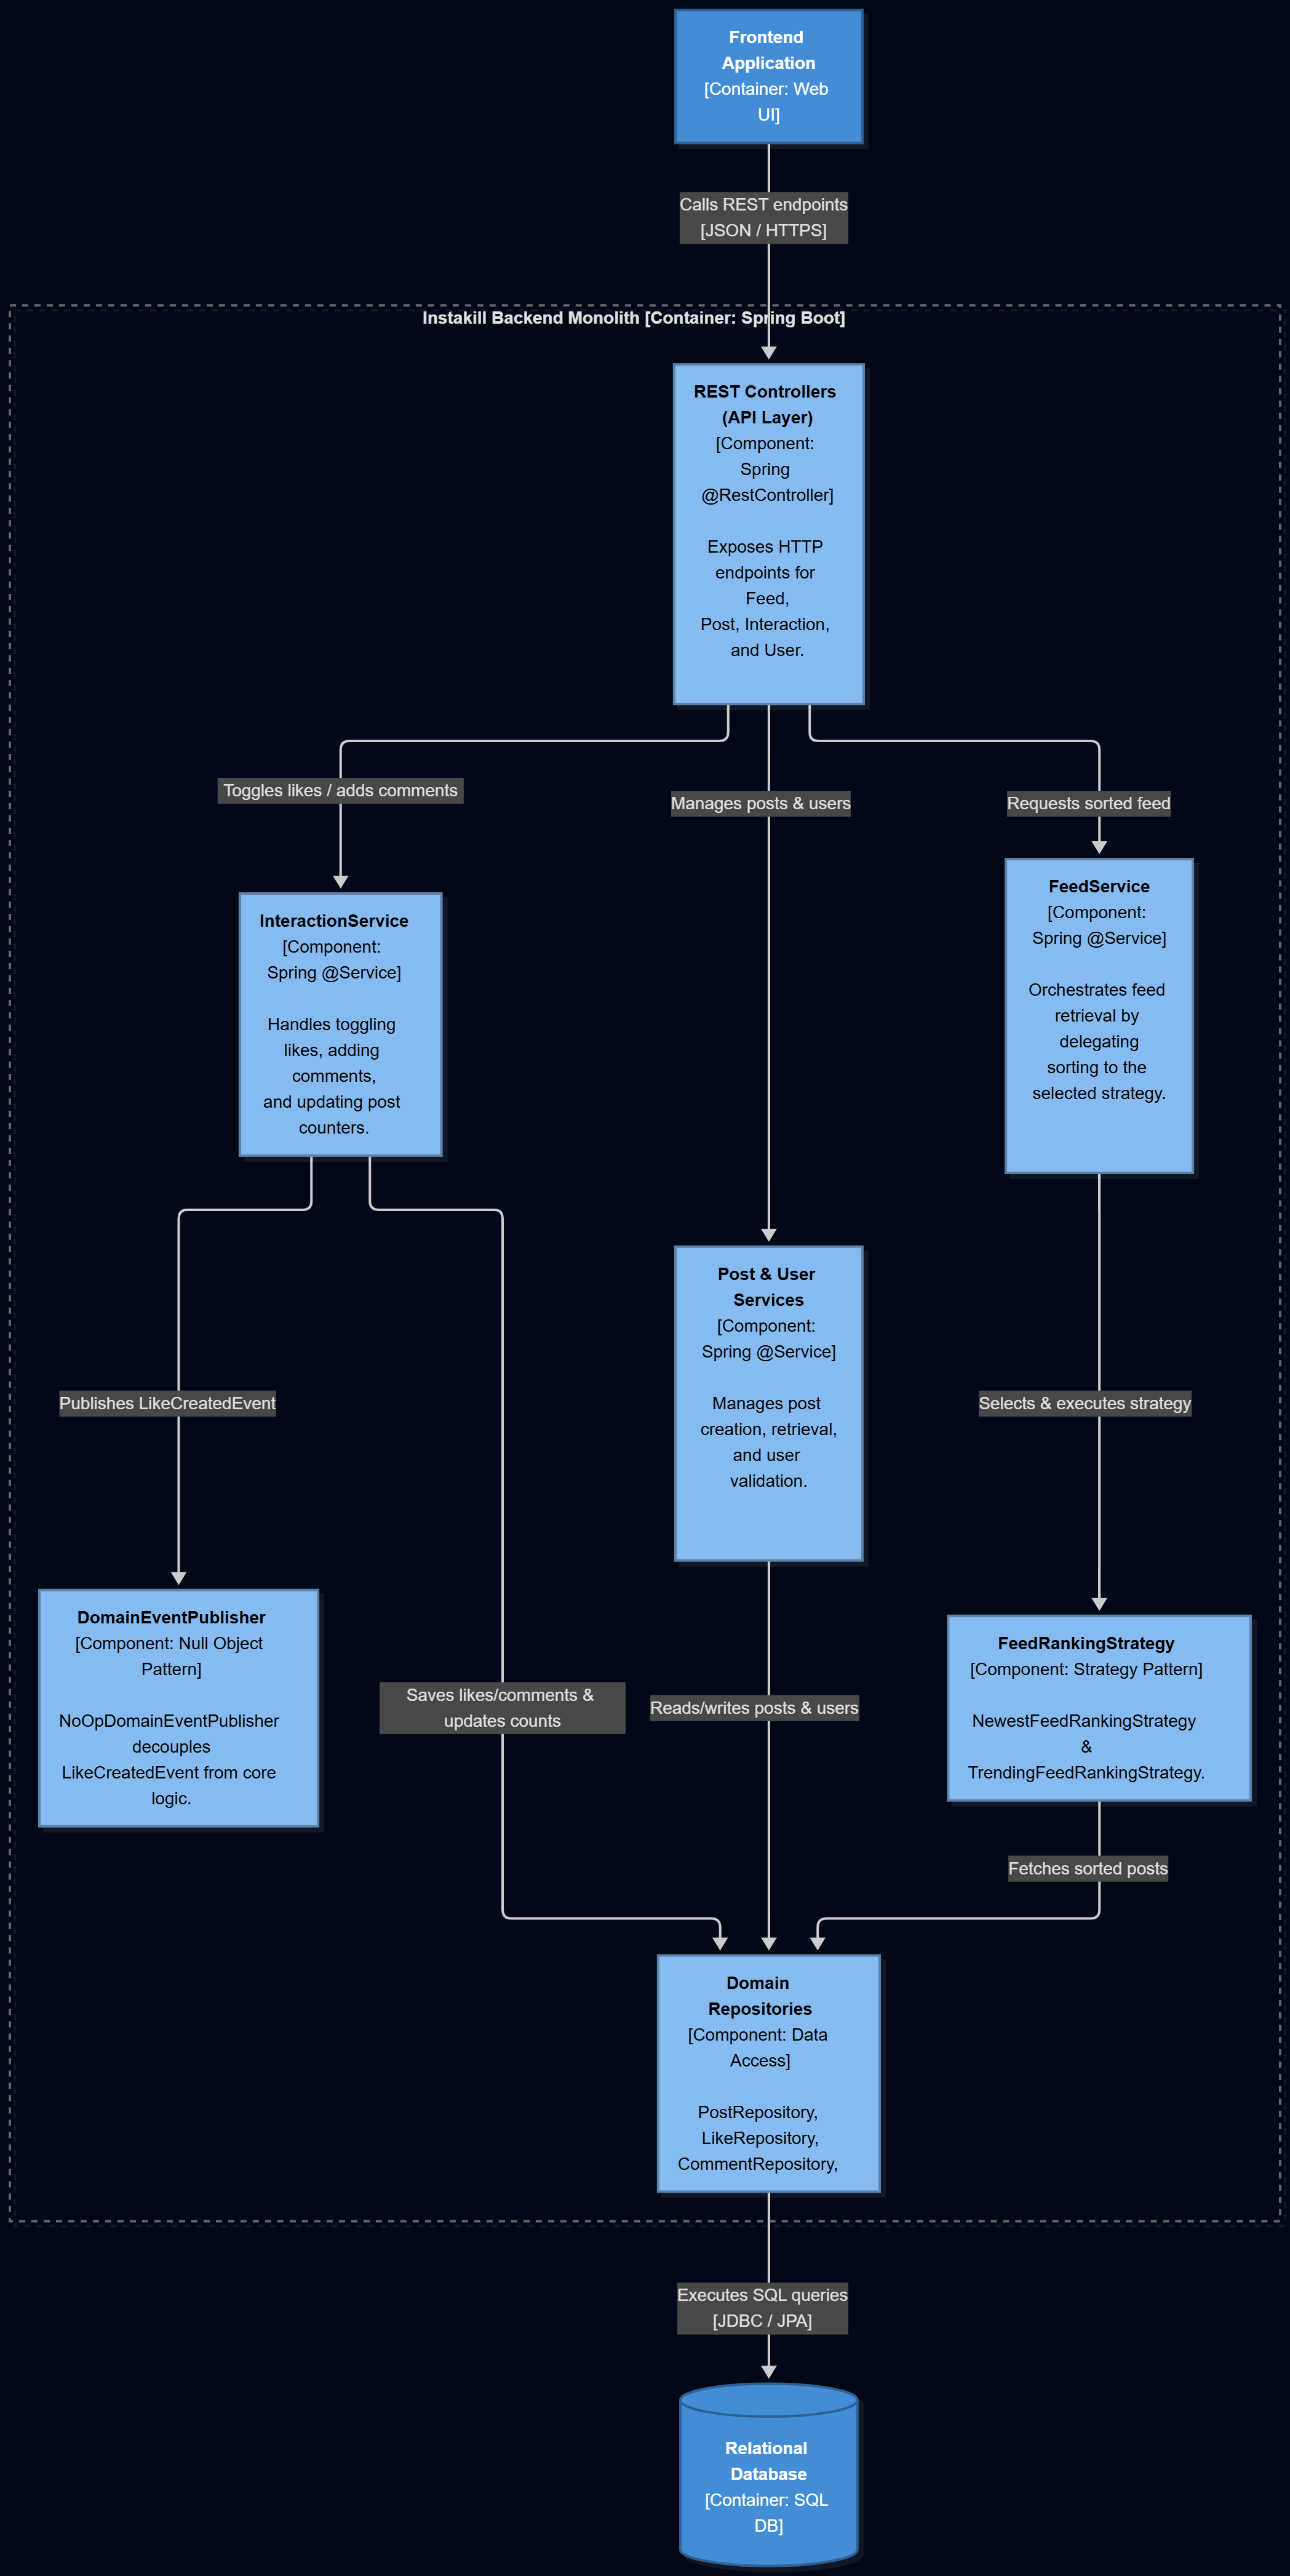 Frontend
Application
[Container: Web
UI]
Calls REST endpoints
[JSON / HTTPS]
Instakill Backend Monolith [Container: Spring Boot]
REST Controllers
(API Layer)
[Component:
Spring
@RestController]
Exposes HTTP
endpoints for
Feed,
Post, Interaction,
and User.
Toggles likes / adds comments
Manages posts & users
Requests sorted feed
InteractionService
[Component:
Spring @Service]
Handles toggling
likes, adding
comments,
and updating post
counters.
FeedService
[Component:
Spring @Service]
Orchestrates feed
retrieval by
delegating
sorting to the
selected strategy.
Post & User
Services
[Component:
Spring @Service]
Manages post
creation, retrieval,
and user
validation.
Publishes LikeCreatedEvent
Selects & executes strategy
DomainEventPublisher
[Component: Null Object
Pattern]
NoOpDomainEventPublisher
decouples
LikeCreatedEvent from core
logic.
Saves likes/comments &
updates counts
Reads/writes posts & users
FeedRankingStrategy
[Component: Strategy Pattern]
NewestFeedRankingStrategy
&
TrendingFeedRankingStrategy.
Fetches sorted posts
Domain
Repositories
[Component: Data
Access]
PostRepository,
LikeRepository,
CommentRepository,
Executes SQL queries
[JDBC / JPA]
Relational
Database
[Container: SQL
DB]